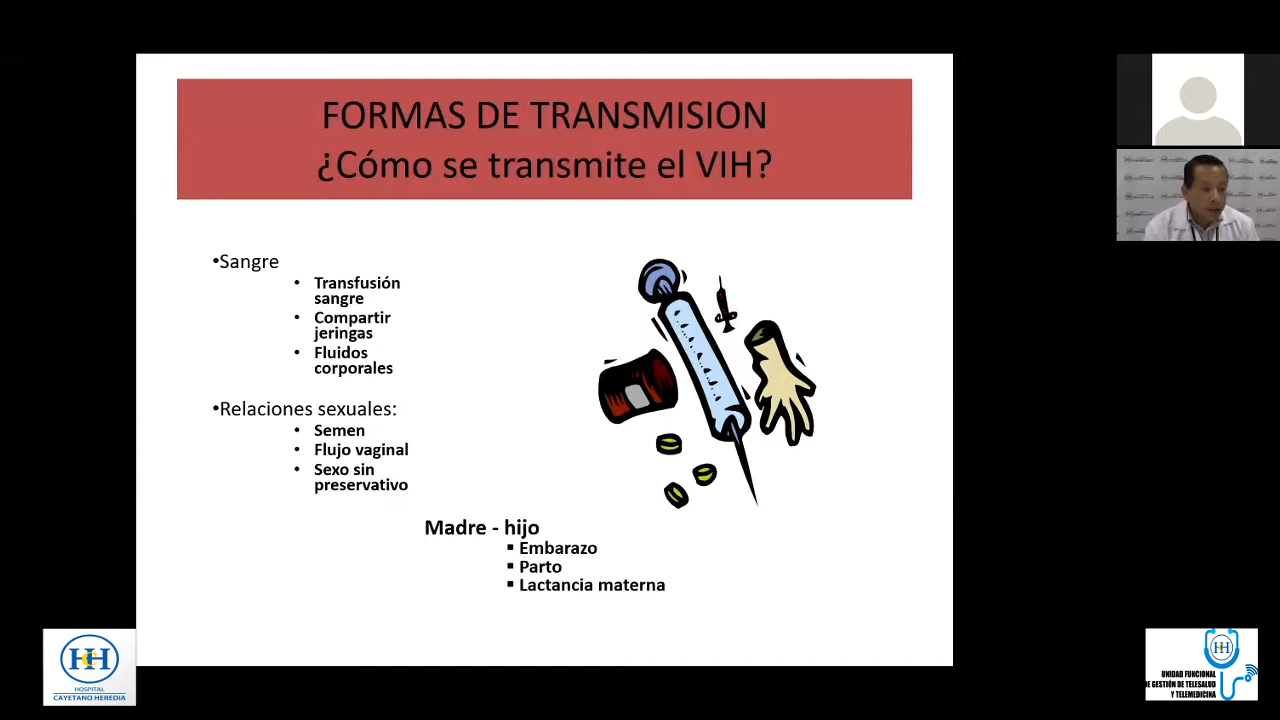 FORMAS DE TRANSMISION
¿Cómo se transmite el VIH?
•Sangre
• Transfusión
sangre
• Compartir
jeringas
• Fluidos
corporales
•Relaciones sexuales:
• Semen
• Flujo vaginal
• Sexo sin
preservativo
Madre - hijo
▪ Embarazo
▪ Parto
▪ Lactancia materna
HCH
HOSPITAL
CAYETANO HEREDIA
HCH
UNIDAD FUNCIONAL
DE GESTIÓN DE TELESALUD
Y TELEMEDICINA